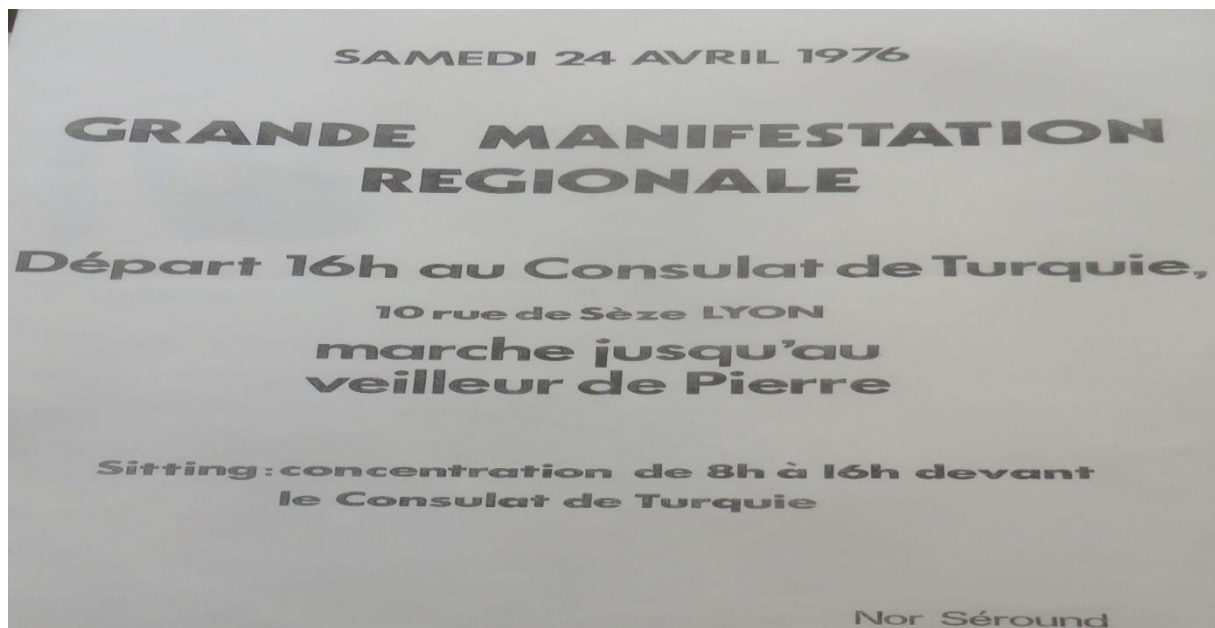 SAMEDI 24 AVRIL 1976
GRANDE MANIFESTATION
REGIONALE
Départ 16h au Consulat de Turquie,
10 rue de Sèze LYON
marche jusqu'au
veilleur de Pierre
Sitting : concentration de 8h à 16h devant
le Consulat de Turquie
Nor Séround